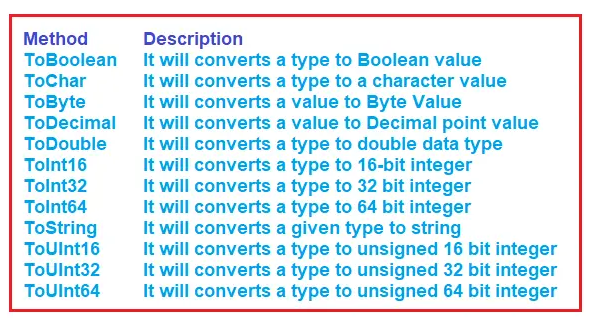 Method Description
ToBoolean It will converts a type to Boolean value
ToChar It will converts a type to a character value
ToByte It will converts a value to Byte Value
ToDecimal It will converts a value to Decimal point value
ToDouble It will converts a type to double data type
ToInt16 It will converts a type to 16-bit integer
ToInt32 It will converts a type to 32 bit integer
ToInt64 It will converts a type to 64 bit integer
ToString It will converts a given type to string
ToUInt16 It will converts a type to unsigned 16 bit integer
ToUInt32 It will converts a type to unsigned 32 bit integer
ToUInt64 It will converts a type to unsigned 64 bit integer